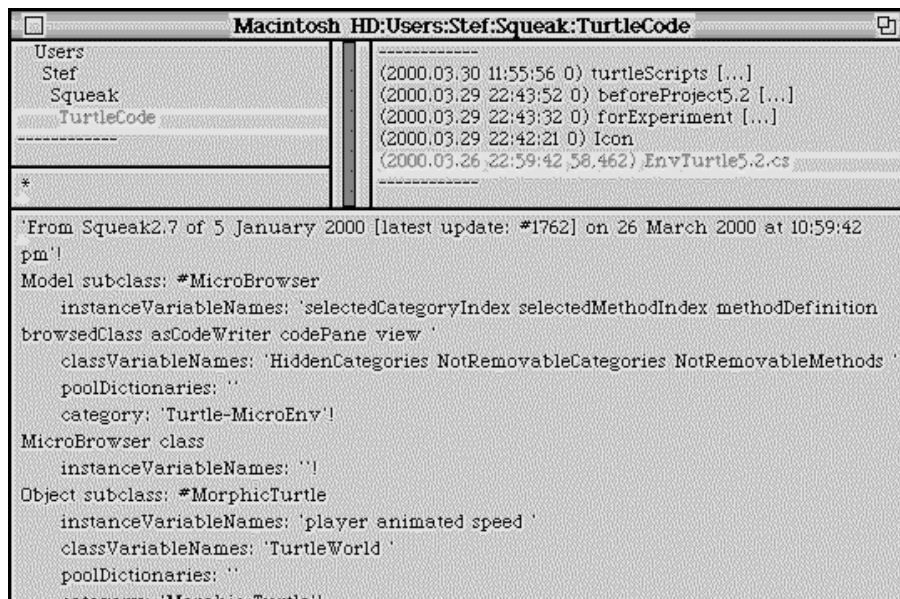 Macintosh HD:Users:Stef:Squeak:TurtleCode
Users
Stef
Squeak
TurtleCode
------------
*
------------
(2000.03.30 11:55:56 0) turtleScripts [...]
(2000.03.29 22:43:52 0) beforeProject5.2 [...]
(2000.03.29 22:43:32 0) forExperiment [...]
(2000.03.29 22:42:21 0) Icon
(2000.03.26 22:59:42 58,462) EnvTurtle5.2.cs
------------
'From Squeak2.7 of 5 January 2000 [latest update: #1762] on 26 March 2000 at 10:59:42
pm'!
Model subclass: #MicroBrowser
instanceVariableNames: 'selectedCategoryIndex selectedMethodIndex methodDefinition
browsedClass asCodeWriter codePane view '
classVariableNames: 'HiddenCategories NotRemovableCategories NotRemovableMethods '
poolDictionaries: ''
category: 'Turtle-MicroEnv'!
MicroBrowser class
instanceVariableNames: ''!
Object subclass: #MorphicTurtle
instanceVariableNames: 'player animated speed '
classVariableNames: 'TurtleWorld '
poolDictionaries: ''
category: 'Morphic-Turtle'!